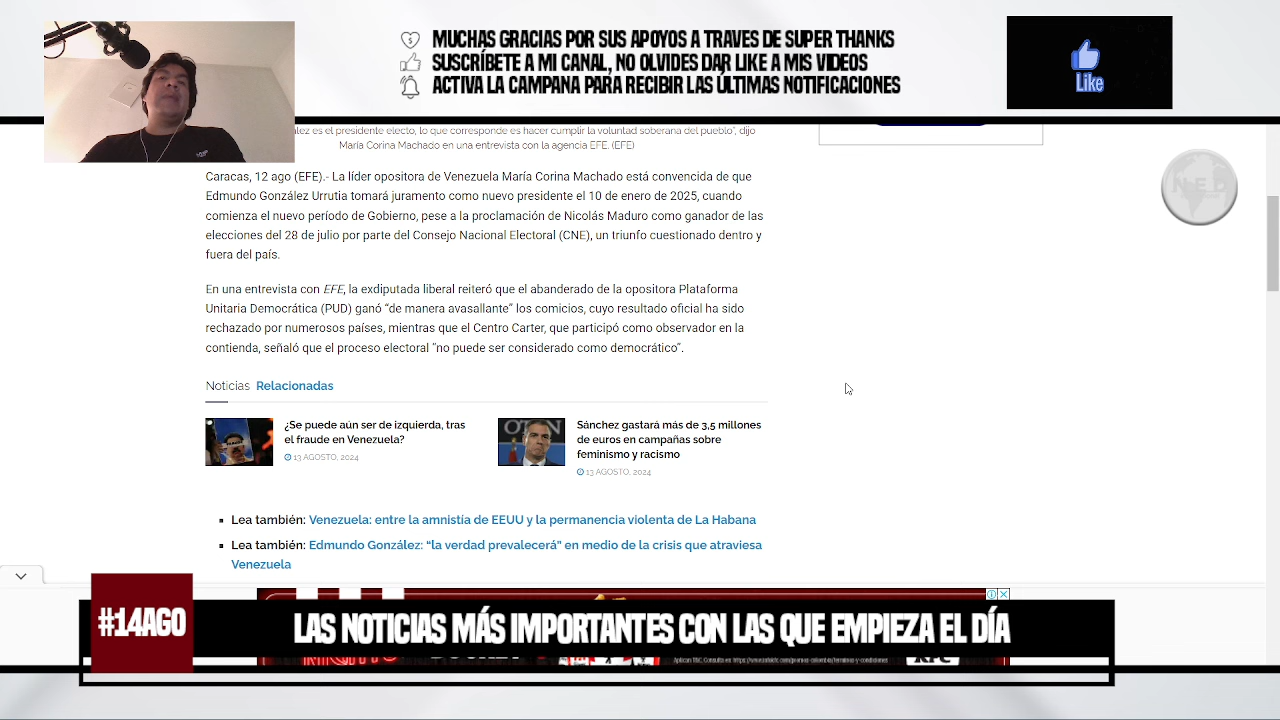 MUCHAS GRACIAS POR SUS APOYOS A TRAVES DE SUPER THANKS
SUSCRÍBETE A MI CANAL, NO OLVIDES DAR LIKE A MIS VIDEOS
ACTIVA LA CAMPANA PARA RECIBIR LAS ÚLTIMAS NOTIFICACIONES
Like
es el presidente electo, lo que corresponde es hacer cumplir la voluntad soberana del pueblo", dijo
María Corina Machado en una entrevista con la agencia EFE. (EFE)
Caracas, 12 ago (EFE).- La líder opositora de Venezuela María Corina Machado está convencida de que
Edmundo González Urrutia tomará juramento como nuevo presidente el 10 de enero de 2025, cuando
comienza el nuevo período de Gobierno, pese a la proclamación de Nicolás Maduro como ganador de las
elecciones del 28 de julio por parte del Consejo Nacional Electoral (CNE), un triunfo cuestionado dentro y
fuera del país.
En una entrevista con EFE, la exdiputada liberal reiteró que el abanderado de la opositora Plataforma
Unitaria Democrática (PUD) ganó “de manera avasallante” los comicios, cuyo resultado oficial ha sido
rechazado por numerosos países, mientras que el Centro Carter, que participó como observador en la
contienda, señaló que el proceso electoral “no puede ser considerado como democrático”.
Noticias Relacionadas
¿Se puede aún ser de izquierda, tras
el fraude en Venezuela?
13 AGOSTO, 2024
Sánchez gastará más de 3,5 millones
de euros en campañas sobre
feminismo y racismo
13 AGOSTO, 2024
Lea también: Venezuela: entre la amnistía de EEUU y la permanencia violenta de La Habana
Lea también: Edmundo González: “la verdad prevalecerá” en medio de la crisis que atraviesa
Venezuela
#14AGO
LAS NOTICIAS MÁS IMPORTANTES CON LAS QUE EMPIEZA EL DÍA
KFC